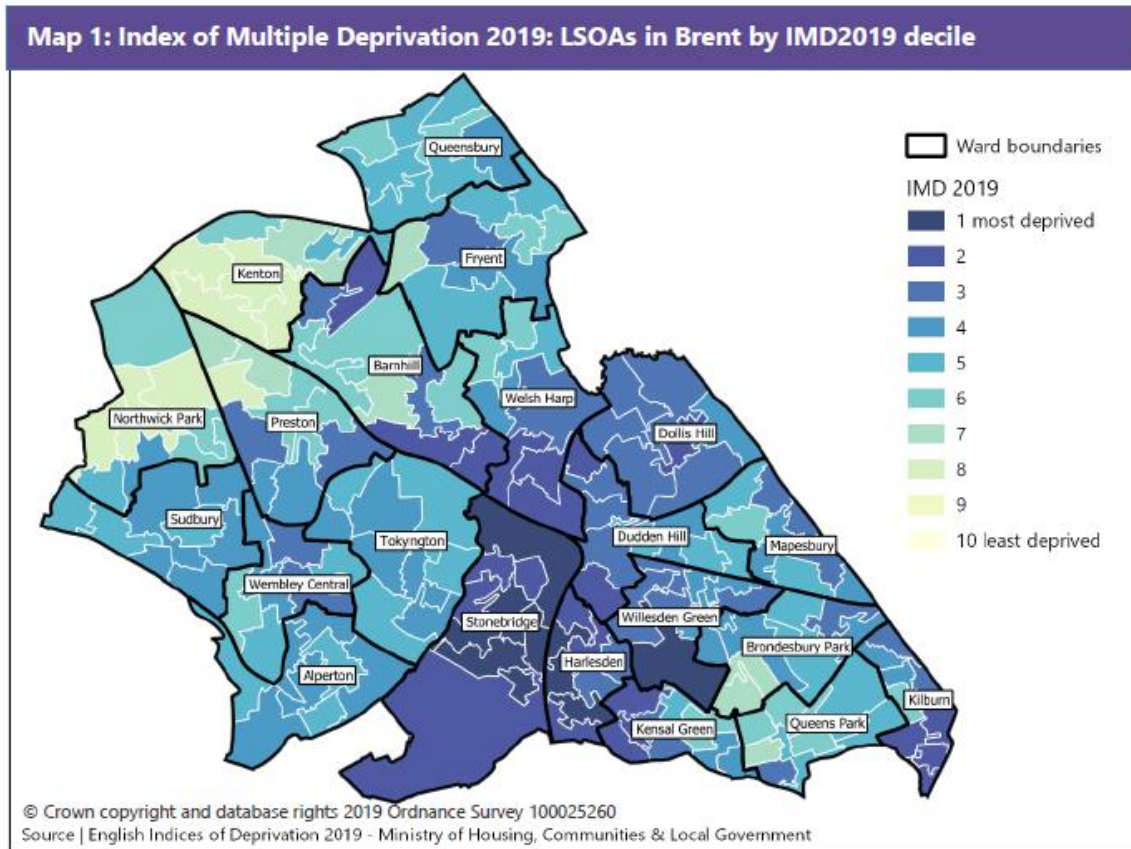 Map 1: Index of Multiple Deprivation 2019: LSOAs in Brent by IMD2019 decile
Queensbury
Kenton
Fryent
Barnhill
Northwick Park
Preston
Welsh Harp
Dollis Hill
Sudbury
Tokyngton
Dudden Hill
Mapesbury
Wembley Central
Stonebridge
Willesden Green
Brondesbury Park
Alperton
Harlesden
Kilburn
Kensal Green
Queens Park
Ward boundaries
IMD 2019
1 most deprived
2
3
4
5
6
7
8
9
10 least deprived
© Crown copyright and database rights 2019 Ordnance Survey 100025260
Source | English Indices of Deprivation 2019 - Ministry of Housing, Communities & Local Government